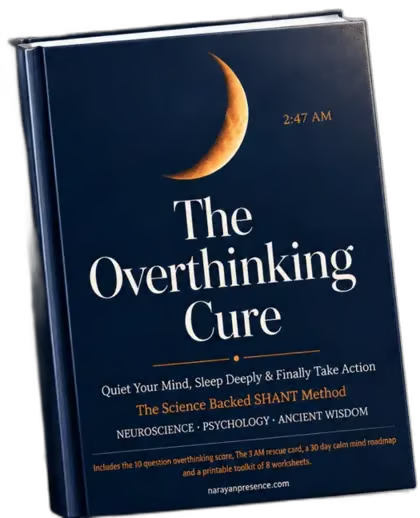 2:47 AM
The
Overthinking
Cure
Quiet Your Mind, Sleep Deeply & Finally Take Action
The Science Backed SHANT Method
NEUROSCIENCE · PSYCHOLOGY · ANCIENT WISDOM
Includes the 10 question overthinking score, The 3 AM rescue card, a 30 day calm mind roadmap
and a printable toolkit of 8 worksheets.
narayanpresence.com